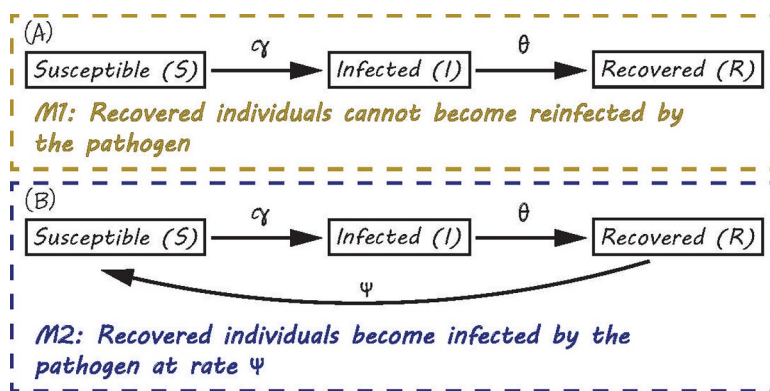 (A)
γ θ
Susceptible (S) Infected (I) Recovered (R)
M1: Recovered individuals cannot become reinfected by
the pathogen
(B)
γ θ
Susceptible (S) Infected (I) Recovered (R)
ψ
M2: Recovered individuals become infected by the
pathogen at rate ψ